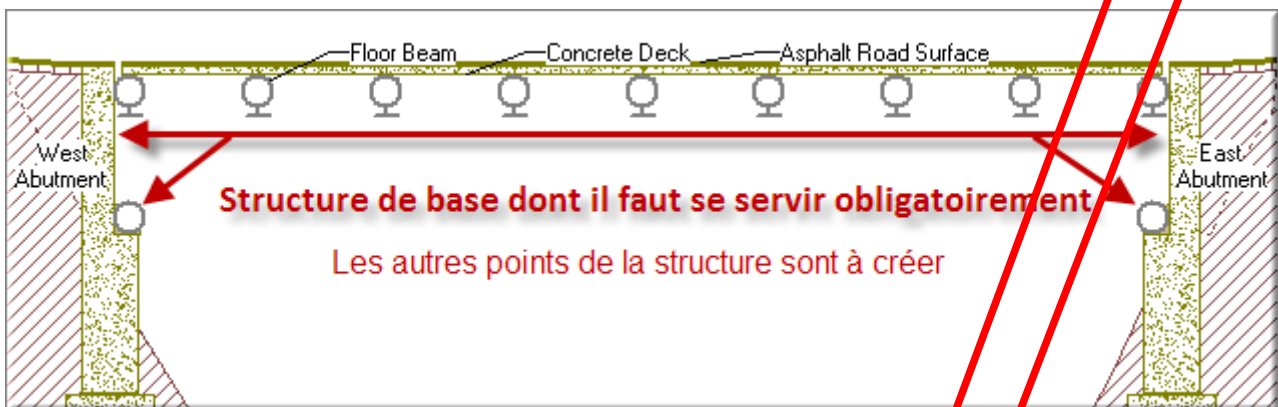 Floor Beam
Concrete Deck
Asphalt Road Surface
West
Abutment
East
Abutment
Structure de base dont il faut se servir obligatoirement
Les autres points de la structure sont à créer